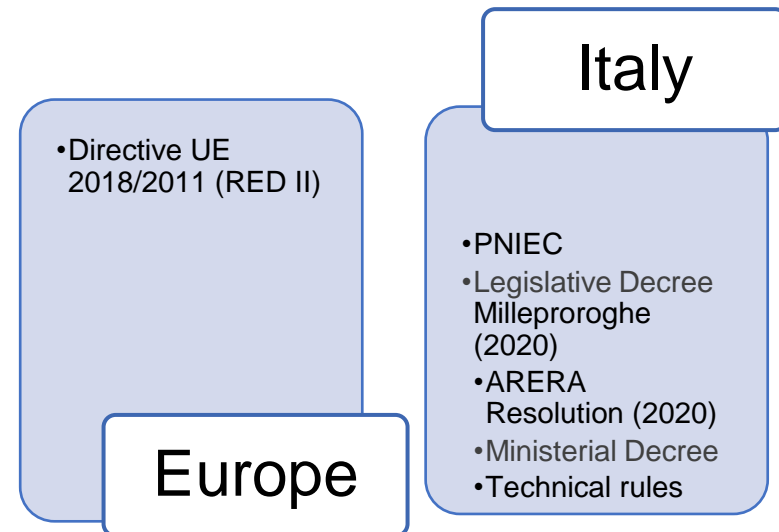 •Directive UE
2018/2011 (RED II)
Europe
Italy
•PNIEC
•Legislative Decree
Milleproroghe
(2020)
•ARERA
Resolution (2020)
•Ministerial Decree
•Technical rules